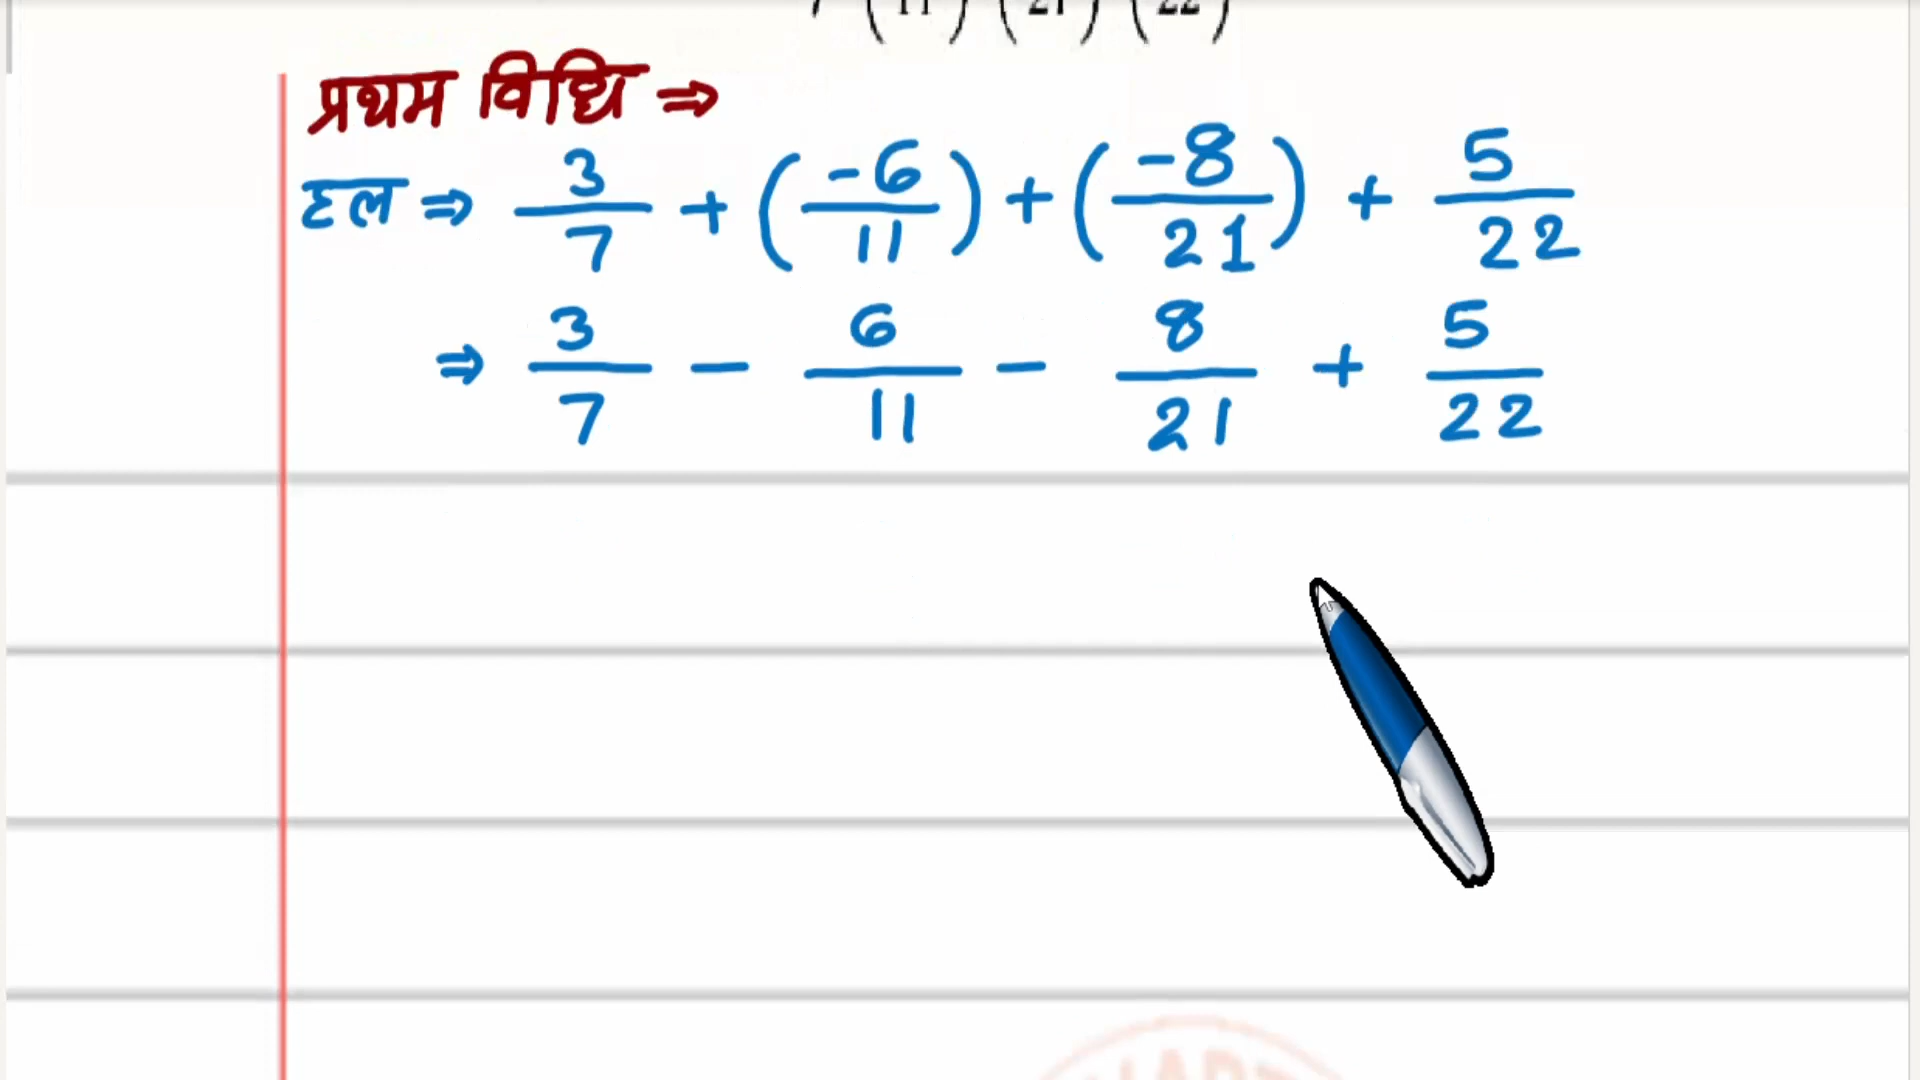 प्रथम विधि ⇒
हल ⇒ 3/7 + (-6/11) + (-8/21) + 5/22
⇒ 3/7 - 6/11 - 8/21 + 5/22